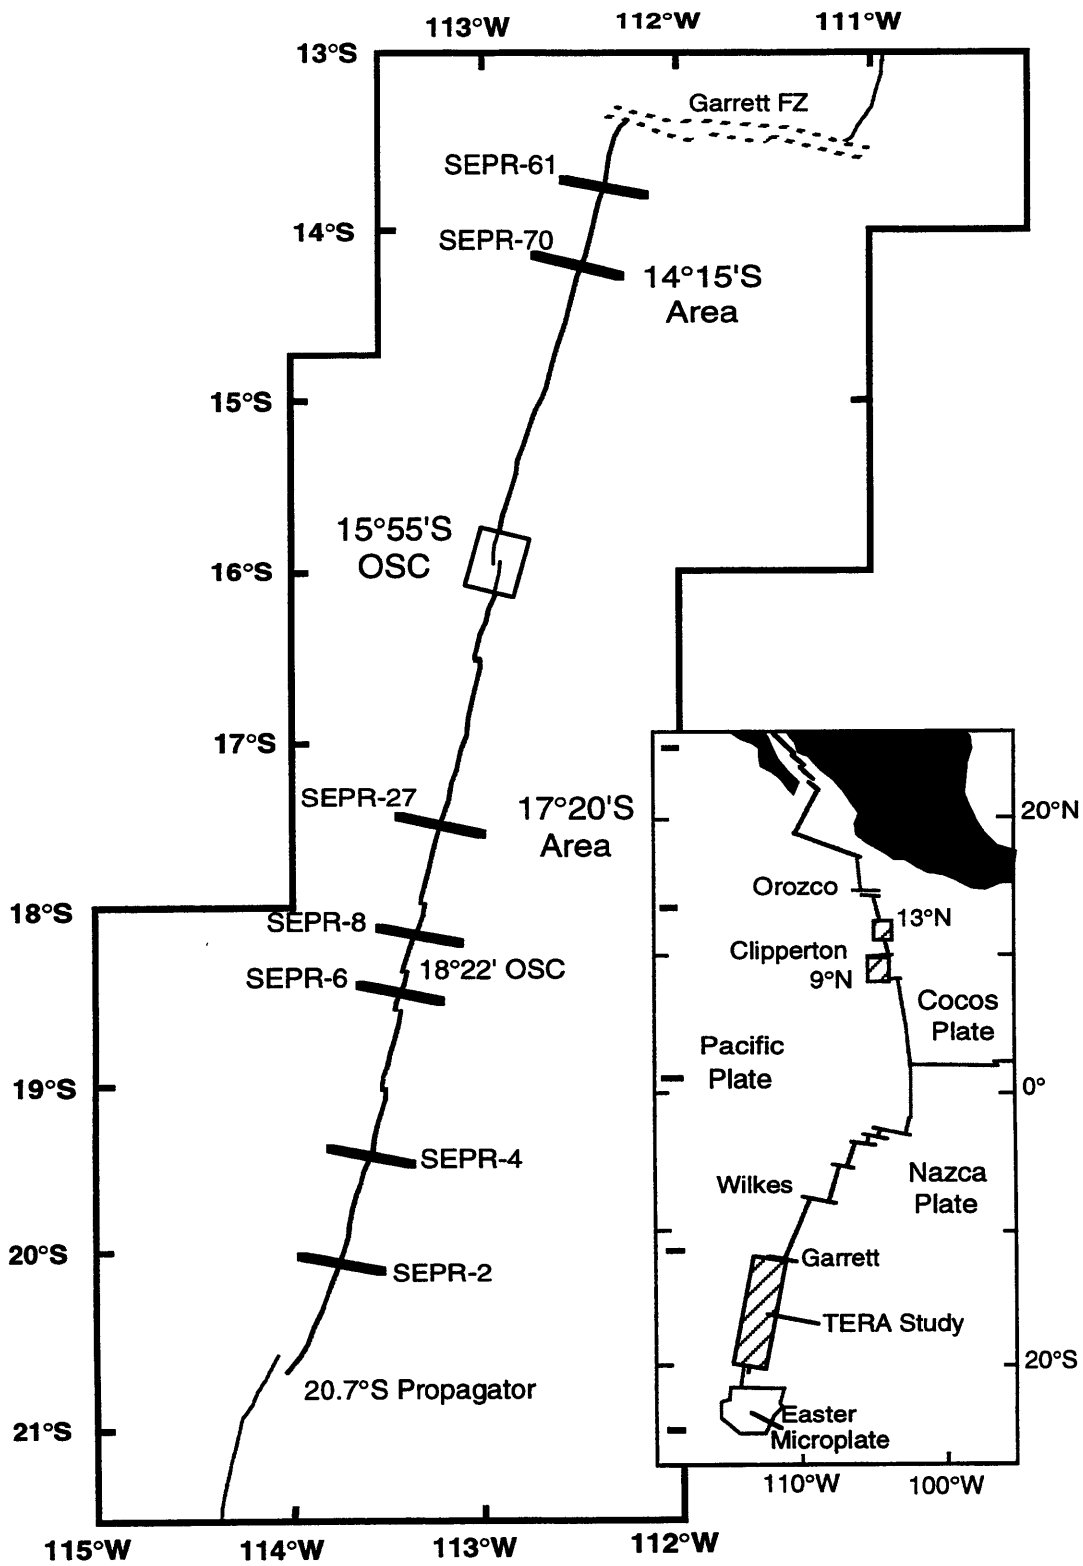 113°W
112°W
111°W
13°S
Garrett FZ
SEPR-61
14°S
SEPR-70
14°15'S
Area
15°S
15°55'S
OSC
16°S
17°S
SEPR-27
17°20'S
Area
18°S
SEPR-8
18°22' OSC
SEPR-6
19°S
SEPR-4
20°S
SEPR-2
20.7°S Propagator
21°S
115°W
114°W
113°W
112°W
20°N
Orozco
13°N
Clipperton
9°N
Cocos
Plate
Pacific
Plate
0°
Nazca
Plate
Wilkes
Garrett
TERA Study
20°S
Easter
Microplate
110°W
100°W